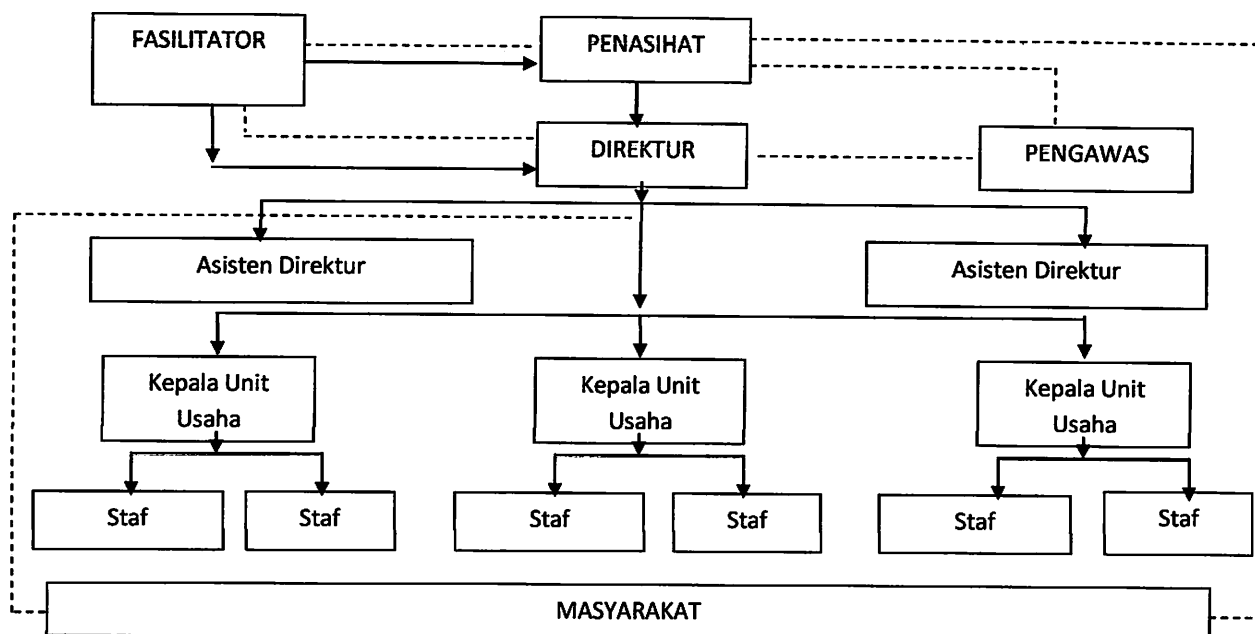 FASILITATOR
PENASIHAT
DIREKTUR
PENGAWAS
Asisten Direktur
Asisten Direktur
Kepala Unit
Usaha
Kepala Unit
Usaha
Kepala Unit
Usaha
Staf
Staf
Staf
Staf
Staf
Staf
MASYARAKAT